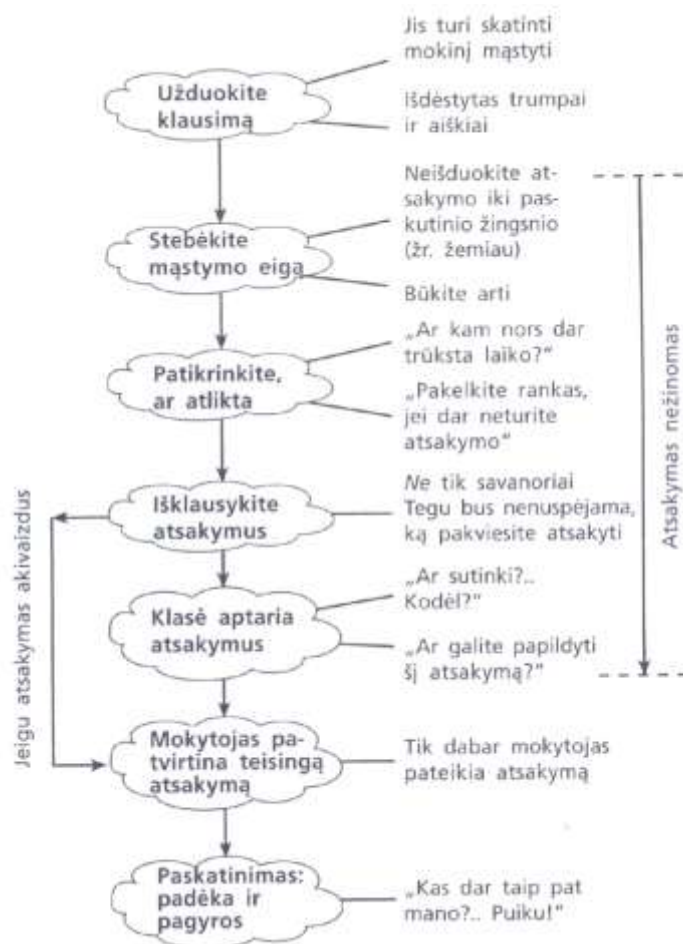 Jis turi skatinti
mokinį mąstyti
Užduokite
klausimą
Išdėstytas trumpai
ir aiškiai
Neišduokite at-
sakymo iki pas-
kutinio žingsnio
(žr. žemiau)
Stebėkite
mąstymo eigą
Būkite arti
„Ar kam nors dar
trūksta laiko?"
Patikrinkite,
ar atlikta
„Pakelkite rankas,
jei dar neturite
atsakymo"
Išklausykite
atsakymus
Ne tik savanoriai
Tegu bus nenuspėjama,
ką pakviesite atsakyti
Klasė aptaria
atsakymus
„Ar sutinki?..
Kodėl?"
„Ar galite papildyti
šį atsakymą?"
Atsakymas nežinomas
Jeigu atsakymas akivaizdus
Mokytojas pa-
tvirtina teisingą
atsakymą
Tik dabar mokytojas
pateikia atsakymą
Paskatinimas:
padėka ir
pagyros
„Kas dar taip pat
mano?.. Puiku!"